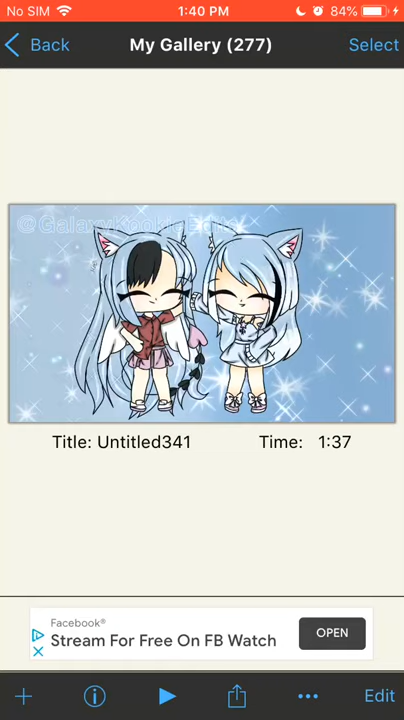 No SIM 1:40 PM 84%
Back My Gallery (277) Select
@GalaxyKookieEdits
Title: Untitled341 Time: 1:37
Facebook®
Stream For Free On FB Watch
OPEN
Edit